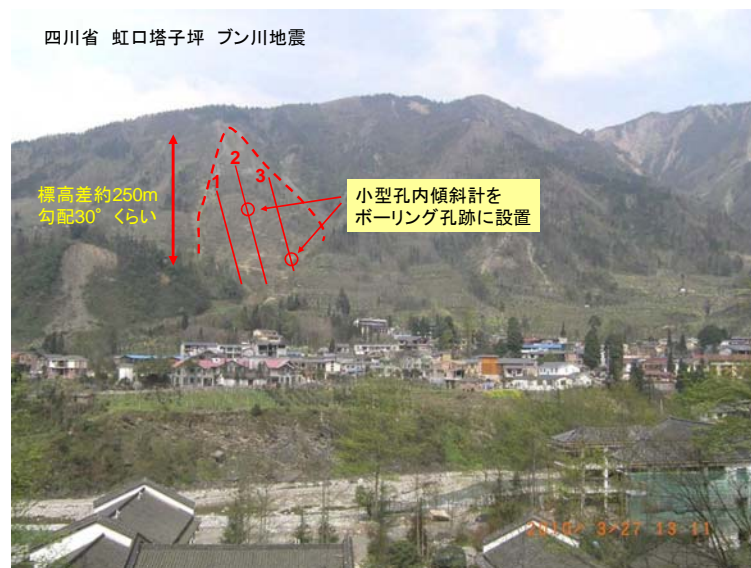 四川省 虹口塔子坪 ブン川地震
2
1
3
標高差約250m
勾配30°くらい
小型孔内傾斜計を
ボーリング孔跡に設置
2010/ 3/27 13 11